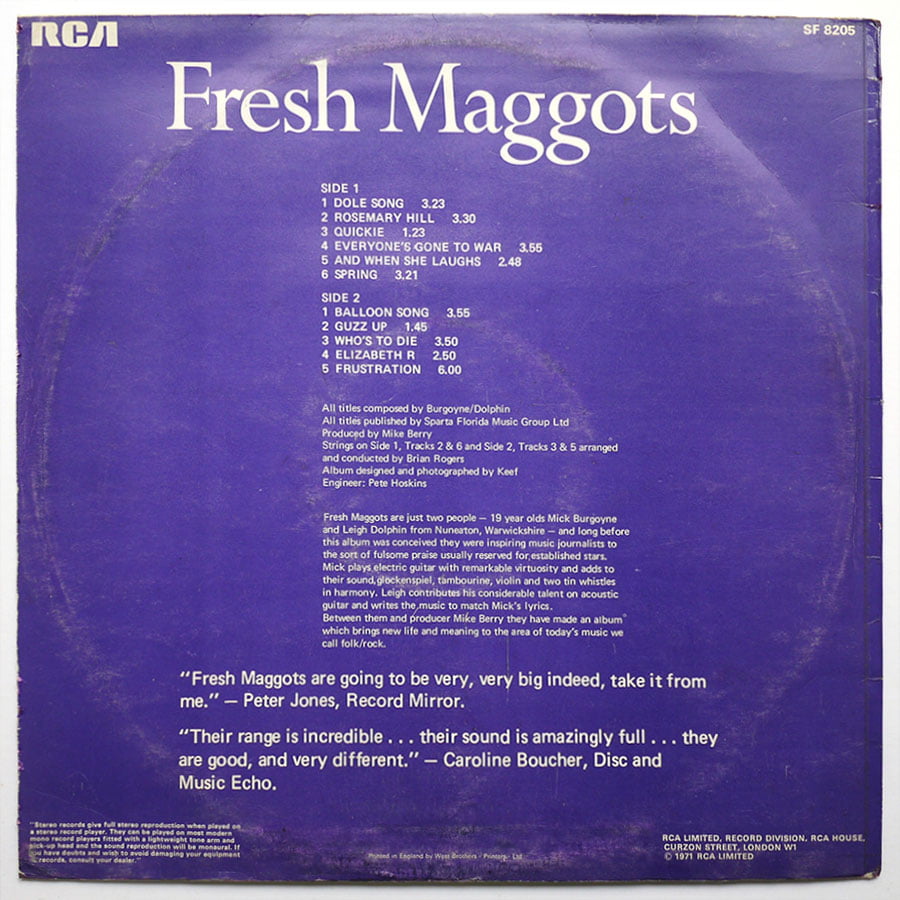 RCA
SF 8205
Fresh Maggots
SIDE 1
1 DOLE SONG 3.23
2 ROSEMARY HILL 3.30
3 QUICKIE 1.23
4 EVERYONE'S GONE TO WAR 3.55
5 AND WHEN SHE LAUGHS 2.48
6 SPRING 3.21
SIDE 2
1 BALLOON SONG 3.55
2 GUZZ UP 1.45
3 WHO'S TO DIE 3.50
4 ELIZABETH R 2.50
5 FRUSTRATION 6.00
All titles composed by Burgoyne/Dolphin
All titles published by Sparta Florida Music Group Ltd
Produced by Mike Berry
Strings on Side 1, Tracks 2 & 6 and Side 2, Tracks 3 & 5 arranged
and conducted by Brian Rogers
Album designed and photographed by Keef
Engineer: Pete Hoskins
Fresh Maggots are just two people — 19 year olds Mick Burgoyne
and Leigh Dolphin from Nuneaton, Warwickshire — and long before
this album was conceived they were inspiring music journalists to
the sort of fulsome praise usually reserved for established stars.
Mick plays electric guitar with remarkable virtuosity and adds to
their sound,glockenspiel, tambourine, violin and two tin whistles
in harmony. Leigh contributes his considerable talent on acoustic
guitar and writes the music to match Mick's lyrics.
Between them and producer Mike Berry they have made an album
which brings new life and meaning to the area of today's music we
call folk/rock.
"Fresh Maggots are going to be very, very big indeed, take it from
me." — Peter Jones, Record Mirror.
"Their range is incredible . . . their sound is amazingly full . . . they
are good, and very different." — Caroline Boucher, Disc and
Music Echo.
"Stereo records give full stereo reproduction when played on
a stereo record player. They can be played on most modern
mono record players fitted with a lightweight tone arm and
pick-up head and the sound reproduction will be monaural. If
you have doubts and wish to avoid damaging your equipment
records, consult your dealer."
Printed in England by West Brothers - Printers, Ltd
RCA LIMITED, RECORD DIVISION, RCA HOUSE,
CURZON STREET, LONDON W1
© 1971 RCA LIMITED